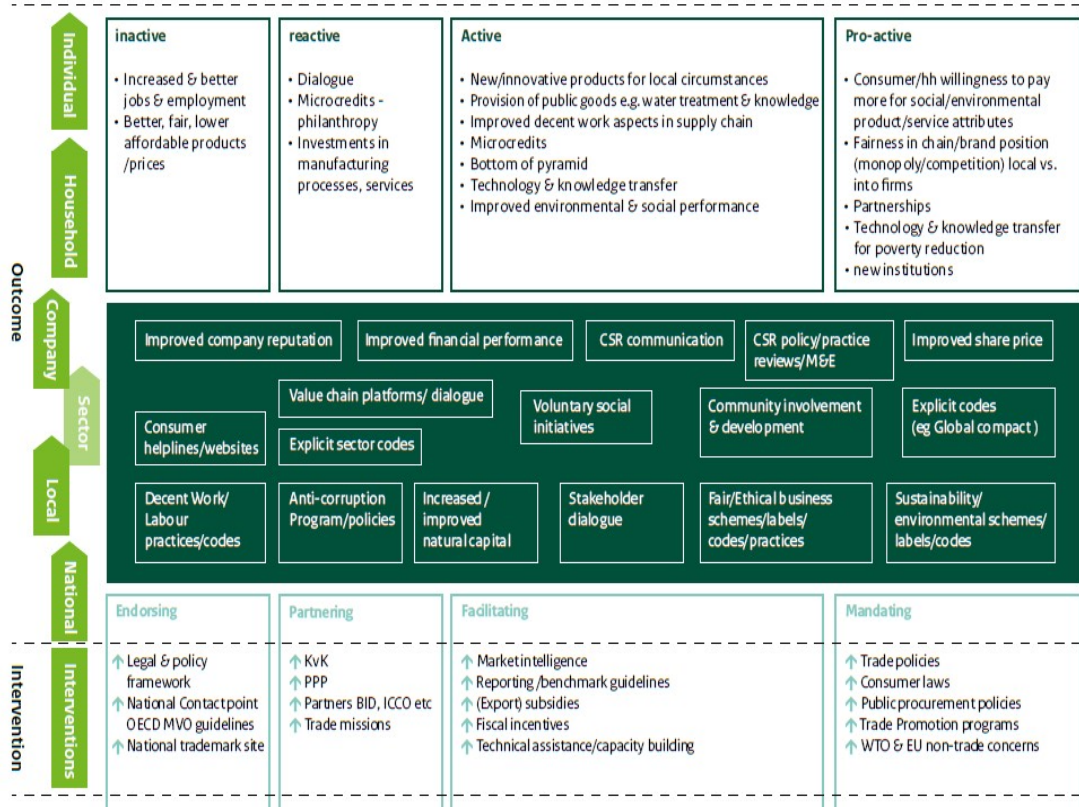 Outcome
Intervention
Individual
Household
Company
Sector
Local
National
Interventions
inactive
• Increased & better
jobs & employment
• Better, fair, lower
affordable products
/prices
reactive
• Dialogue
• Microcredits -
philanthropy
• Investments in
manufacturing
processes, services
Active
• New/innovative products for local circumstances
• Provision of public goods e.g. water treatment & knowledge
• Improved decent work aspects in supply chain
• Microcredits
• Bottom of pyramid
• Technology & knowledge transfer
• Improved environmental & social performance
Pro-active
• Consumer/hh willingness to pay
more for social/environmental
product/service attributes
• Fairness in chain/brand position
(monopoly/competition) local vs.
into firms
• Partnerships
• Technology & knowledge transfer
for poverty reduction
• new institutions
Improved company reputation
Improved financial performance
CSR communication
CSR policy/practice
reviews/M&E
Improved share price
Value chain platforms/ dialogue
Consumer
helplines/websites
Explicit sector codes
Voluntary social
initiatives
Community involvement
& development
Explicit codes
(eg Global compact )
Decent Work/
Labour
practices/codes
Anti-corruption
Program/policies
Increased /
improved
natural capital
Stakeholder
dialogue
Fair/Ethical business
schemes/labels/
codes/practices
Sustainability/
environmental schemes/
labels/codes
Endorsing
↑ Legal & policy
framework
↑ National Contact point
↑ OECD MVO guidelines
↑ National trademark site
Partnering
↑ KvK
↑ PPP
↑ Partners BID, ICCO etc
↑ Trade missions
Facilitating
↑ Market intelligence
↑ Reporting /benchmark guidelines
↑ (Export) subsidies
↑ Fiscal incentives
↑ Technical assistance/capacity building
Mandating
↑ Trade policies
↑ Consumer laws
↑ Public procurement policies
↑ Trade Promotion programs
↑ WTO & EU non-trade concerns